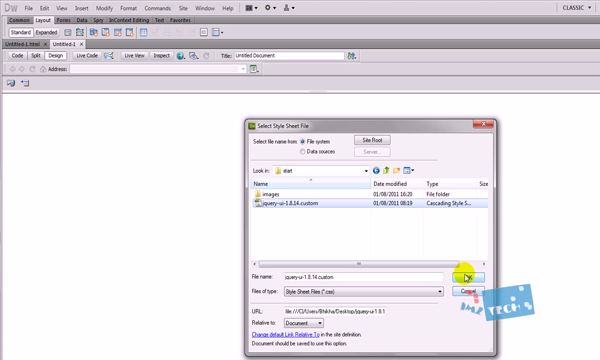 Dw File Edit View Insert Modify Format Commands Site Window Help CLASSIC
Common Layout Forms Data Spry InContext Editing Text Favorites
Standard Expanded
Untitled-1.html Untitled-1
Code Split Design Live Code Live View Inspect Title: Untitled Document
Address:
Select Style Sheet File
Select file name from: File system Site Root
Data sources Server...
Look in: start
Name Date modified Type Size
images 01/08/2011 16:20 File folder
jquery-ui-1.8.14.custom 01/08/2011 08:19 Cascading Style S...
File name: jquery-ui-1.8.14.custom
Files of type: Style Sheet Files (*.css) Cancel
URL: file:///C|/Users/Bhikha/Desktop/jquery-ui-1.8.1
Relative to: Document
Change default Link Relative To in the site definition.
Document should be saved to use this option.